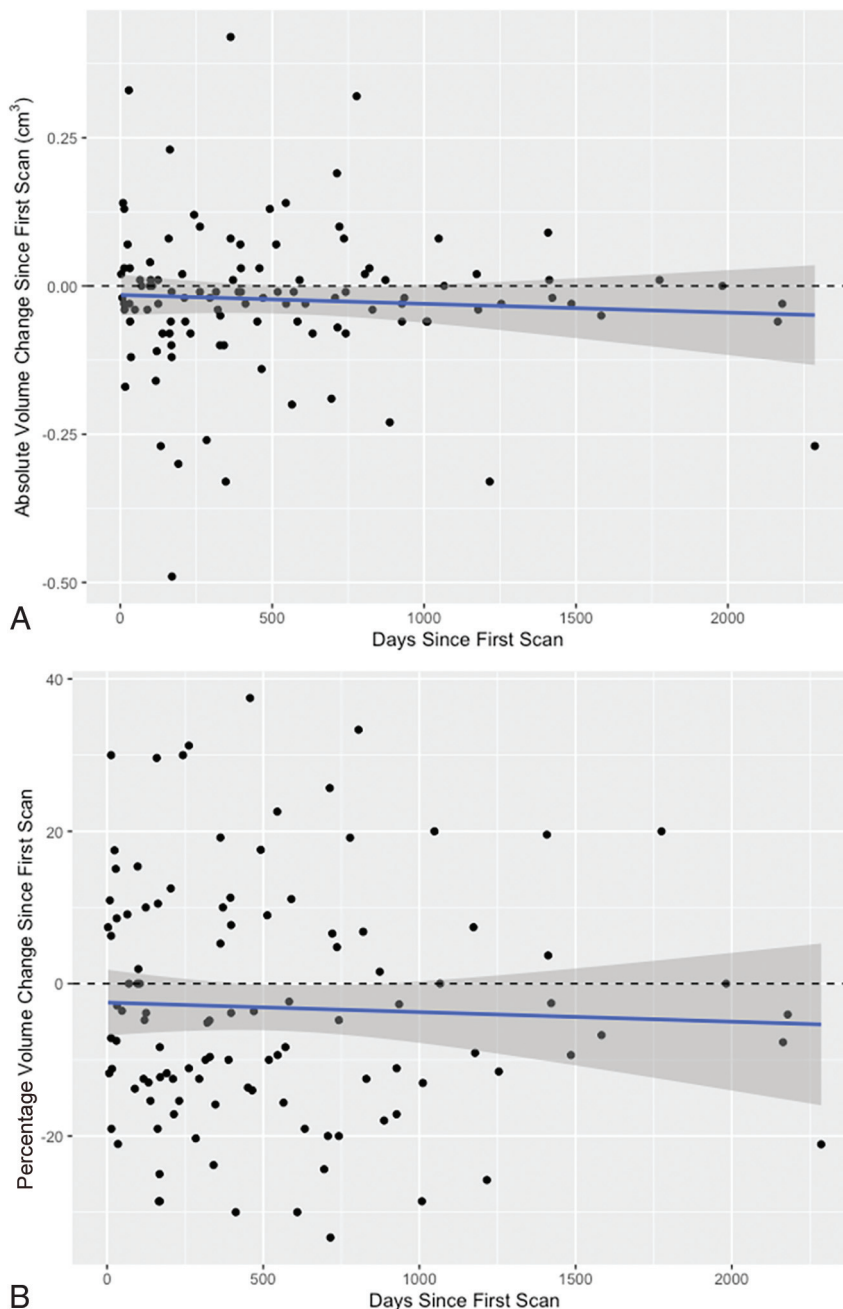 Absolute Volume Change Since First Scan (cm³)
0.25
0.00
-0.25
-0.50
0 500 1000 1500 2000
Days Since First Scan
A
Percentage Volume Change Since First Scan
40
20
0
-20
0 500 1000 1500 2000
Days Since First Scan
B